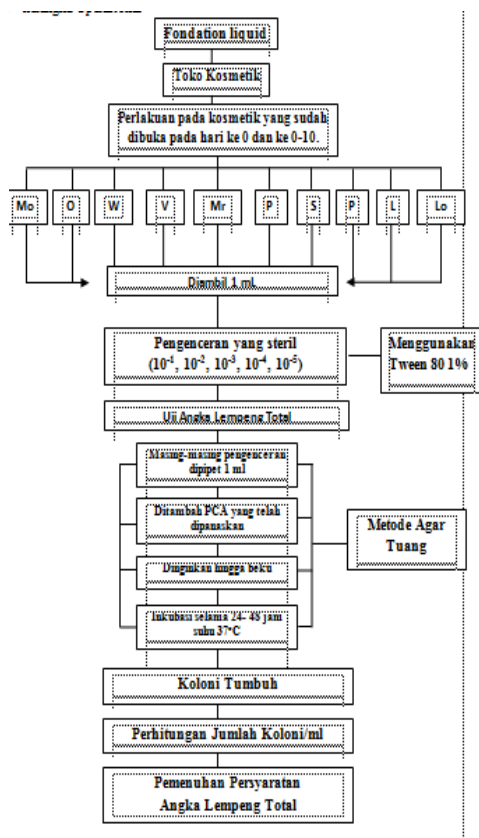 Fondation liquid
Toko Kosmetik
Perlakuan pada kosmetik yang sudah
dibuka pada hari ke 0 dan ke 0-10.
Mo O W V Mr P S P L Lo
Diambil 1 mL
Pengenceran yang steril
(10⁻¹, 10⁻², 10⁻³, 10⁻⁴, 10⁻⁵)
Menggunakan
Tween 80 1%
Uji Angka Lempeng Total
Masing-masing pengenceran
dipipet 1 ml
Ditambah PCA yang telah
dipanaskan
Metode Agar
Tuang
Dinginkan hingga beku
Inkubasi selama 24- 48 jam
suhu 37°C
Koloni Tumbuh
Perhitungan Jumlah Koloni/ml
Pemenuhan Persyaratan
Angka Lempeng Total